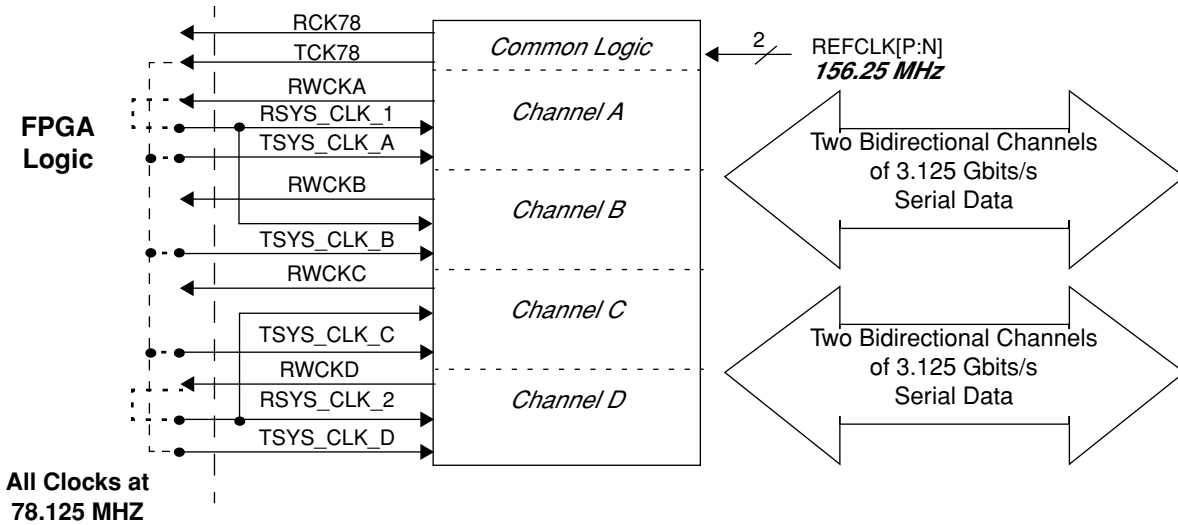 RCK78
TCK78
RWCKA
RSYS_CLK_1
TSYS_CLK_A
RWCKB
TSYS_CLK_B
RWCKC
TSYS_CLK_C
RWCKD
RSYS_CLK_2
TSYS_CLK_D
FPGA
Logic
All Clocks at
78.125 MHZ
Common Logic
Channel A
Channel B
Channel C
Channel D
2
REFCLK[P:N]
156.25 MHz
Two Bidirectional Channels
of 3.125 Gbits/s
Serial Data
Two Bidirectional Channels
of 3.125 Gbits/s
Serial Data